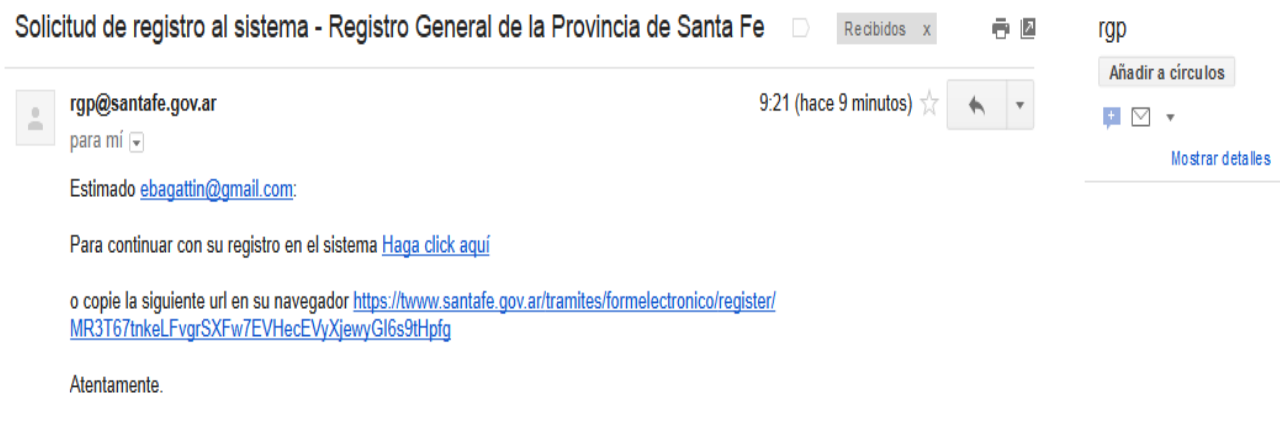 Solicitud de registro al sistema - Registro General de la Provincia de Santa Fe
Recibidos x
rgp@santafe.gov.ar
9:21 (hace 9 minutos)
para mí
Estimado ebagattin@gmail.com:
Para continuar con su registro en el sistema Haga click aquí
o copie la siguiente url en su navegador https://twww.santafe.gov.ar/tramites/formelectronico/register/
MR3T67tnkeLFvgrSXFw7EVHecEVyXjewyGl6s9tHpfg
Atentamente.
rgp
Añadir a círculos
Mostrar detalles